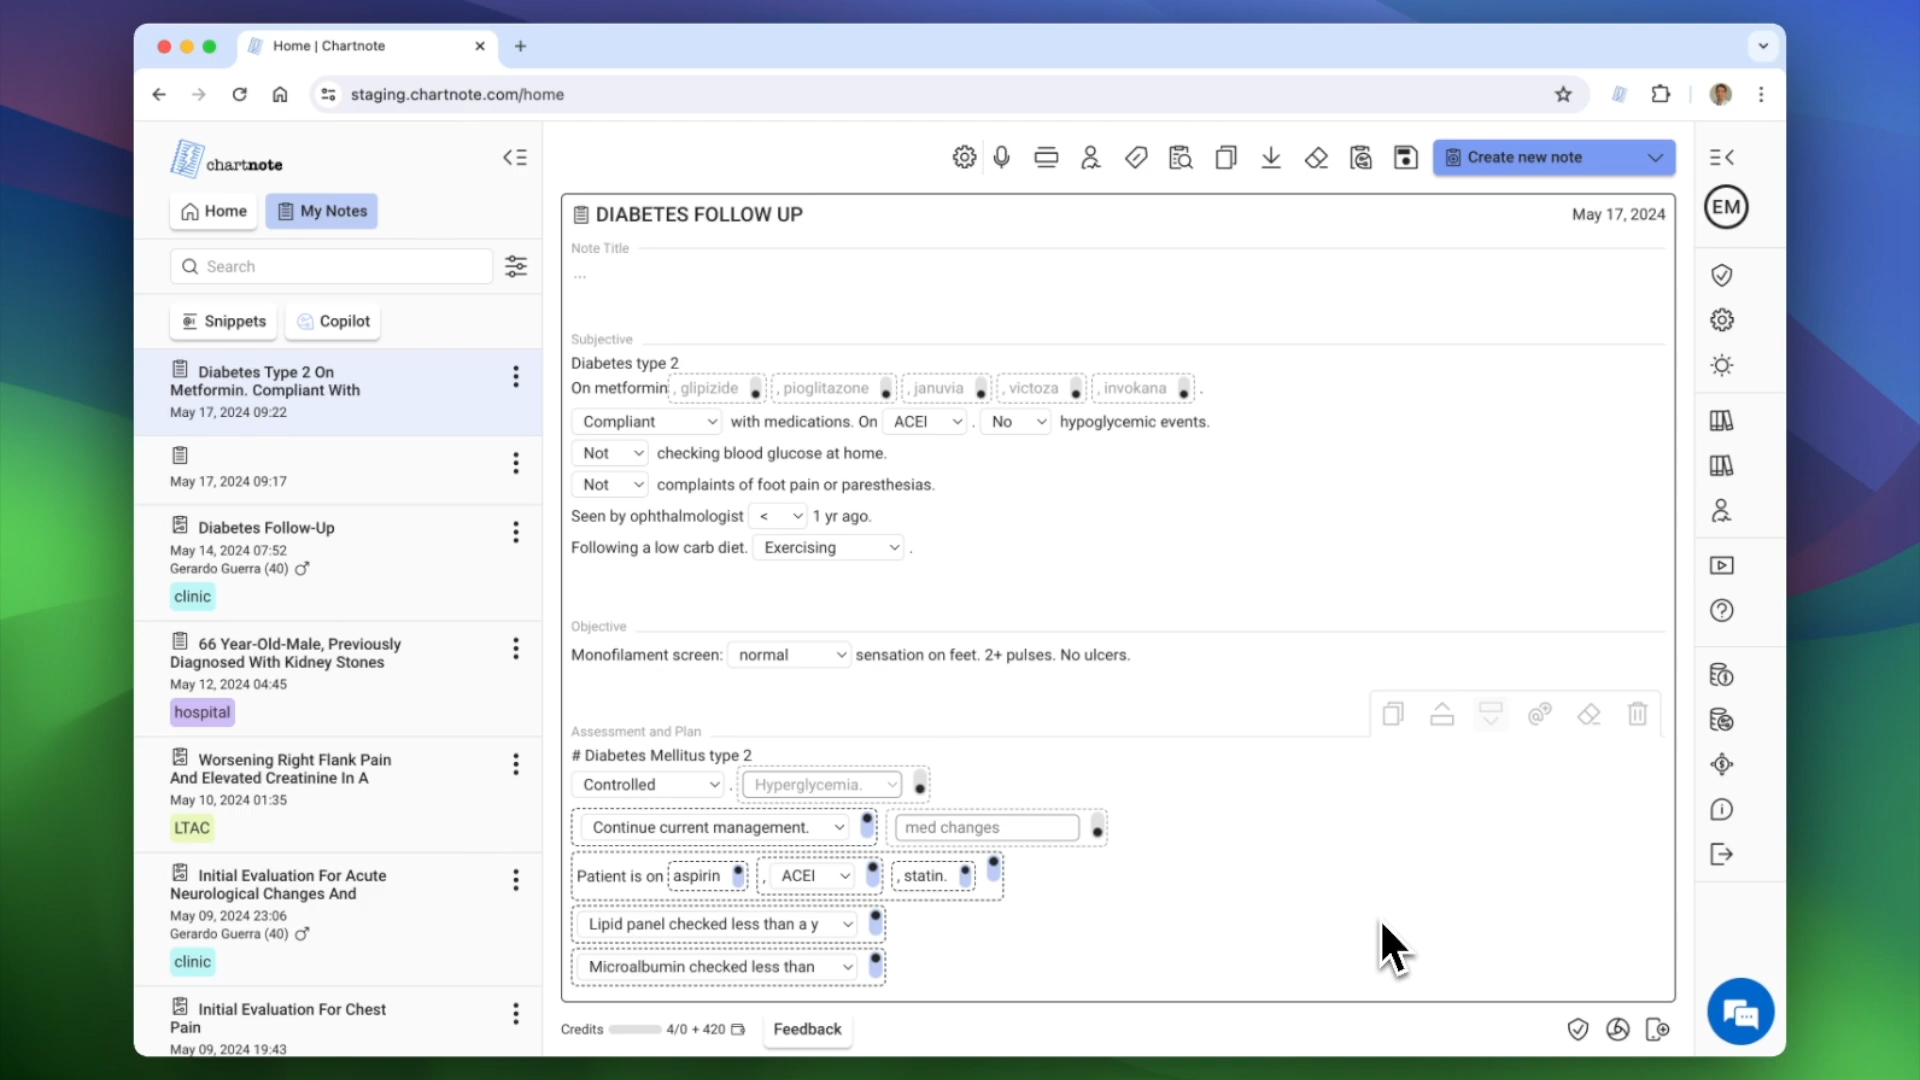 Home | Chartnote
staging.chartnote.com/home
chartnote
Home
My Notes
Search
Snippets
Copilot
Diabetes Type 2 On
Metformin. Compliant With
May 17, 2024 09:22
May 17, 2024 09:17
Diabetes Follow-Up
May 14, 2024 07:52
Gerardo Guerra (40)
clinic
66 Year-Old-Male, Previously
Diagnosed With Kidney Stones
May 12, 2024 04:45
hospital
Worsening Right Flank Pain
And Elevated Creatinine In A
May 10, 2024 01:35
LTAC
Initial Evaluation For Acute
Neurological Changes And
May 09, 2024 23:06
Gerardo Guerra (40)
clinic
Initial Evaluation For Chest
Pain
May 09, 2024 19:43
Create new note
DIABETES FOLLOW UP
May 17, 2024
Note Title
...
Subjective
Diabetes type 2
On metformin , glipizide , pioglitazone , januvia , victoza , invokana .
Compliant with medications. On ACEI . No hypoglycemic events.
Not checking blood glucose at home.
Not complaints of foot pain or paresthesias.
Seen by ophthalmologist < 1 yr ago.
Following a low carb diet. Exercising .
Objective
Monofilament screen: normal sensation on feet. 2+ pulses. No ulcers.
Assessment and Plan
# Diabetes Mellitus type 2
Controlled . Hyperglycemia.
Continue current management. med changes
Patient is on aspirin , ACEI , statin.
Lipid panel checked less than a y
Microalbumin checked less than
Credits 4/0 + 420
Feedback
EM